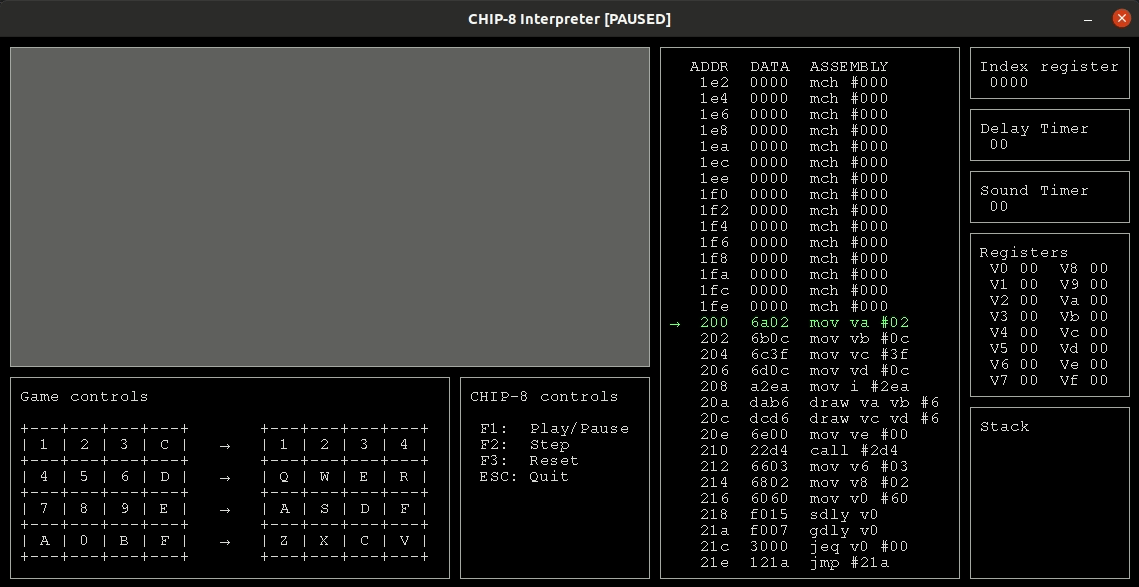 CHIP-8 Interpreter [PAUSED]
ADDR DATA ASSEMBLY
1e2 0000 mch #000
1e4 0000 mch #000
1e6 0000 mch #000
1e8 0000 mch #000
1ea 0000 mch #000
1ec 0000 mch #000
1ee 0000 mch #000
1f0 0000 mch #000
1f2 0000 mch #000
1f4 0000 mch #000
1f6 0000 mch #000
1f8 0000 mch #000
1fa 0000 mch #000
1fc 0000 mch #000
1fe 0000 mch #000
→ 200 6a02 mov va #02
202 6b0c mov vb #0c
204 6c3f mov vc #3f
206 6d0c mov vd #0c
208 a2ea mov i #2ea
20a dab6 draw va vb #6
20c dcd6 draw vc vd #6
20e 6e00 mov ve #00
210 22d4 call #2d4
212 6603 mov v6 #03
214 6802 mov v8 #02
216 6060 mov v0 #60
218 f015 sdly v0
21a f007 gdly v0
21c 3000 jeq v0 #00
21e 121a jmp #21a
Index register
0000
Delay Timer
00
Sound Timer
00
Registers
V0 00 V8 00
V1 00 V9 00
V2 00 Va 00
V3 00 Vb 00
V4 00 Vc 00
V5 00 Vd 00
V6 00 Ve 00
V7 00 Vf 00
Stack
Game controls
+---+---+---+---+ +---+---+---+---+
| 1 | 2 | 3 | C | → | 1 | 2 | 3 | 4 |
+---+---+---+---+ +---+---+---+---+
| 4 | 5 | 6 | D | → | Q | W | E | R |
+---+---+---+---+ +---+---+---+---+
| 7 | 8 | 9 | E | → | A | S | D | F |
+---+---+---+---+ +---+---+---+---+
| A | 0 | B | F | → | Z | X | C | V |
+---+---+---+---+ +---+---+---+---+
CHIP-8 controls
F1: Play/Pause
F2: Step
F3: Reset
ESC: Quit